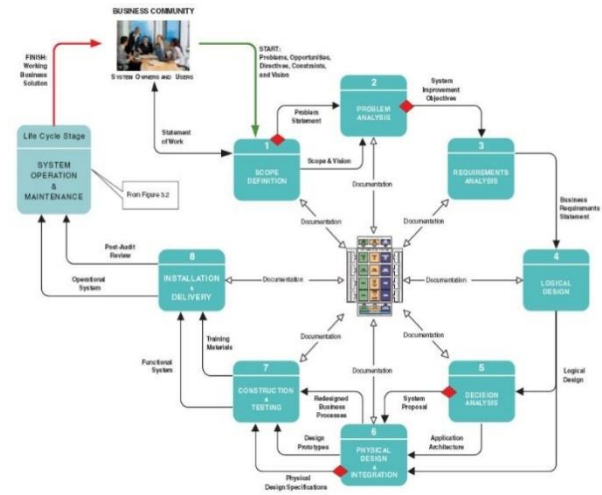 BUSINESS COMMUNITY
SYSTEM OWNERS AND USERS
FINISH:
Working
Business
Solution
START:
Problems, Opportunities,
Directives, Constraints,
and Vision
Statement
of Work
Life Cycle Stage
SYSTEM
OPERATION
&
MAINTENANCE
From Figure 3.2
1
SCOPE
DEFINITION
Problem
Statement
Scope & Vision
2
PROBLEM
ANALYSIS
System
Improvement
Objectives
3
REQUIREMENTS
ANALYSIS
Business
Requirements
Statement
4
LOGICAL
DESIGN
Logical
Design
5
DECISION
ANALYSIS
System
Proposal
Application
Architecture
6
PHYSICAL
DESIGN
&
INTEGRATION
Redesigned
Business
Processes
Design
Prototypes
Physical
Design Specifications
7
CONSTRUCTION
&
TESTING
Training
Materials
Functional
System
8
INSTALLATION
&
DELIVERY
Post-Audit
Review
Operational
System
Documentation
Documentation
Documentation
Documentation
Documentation
Documentation
Documentation
Documentation